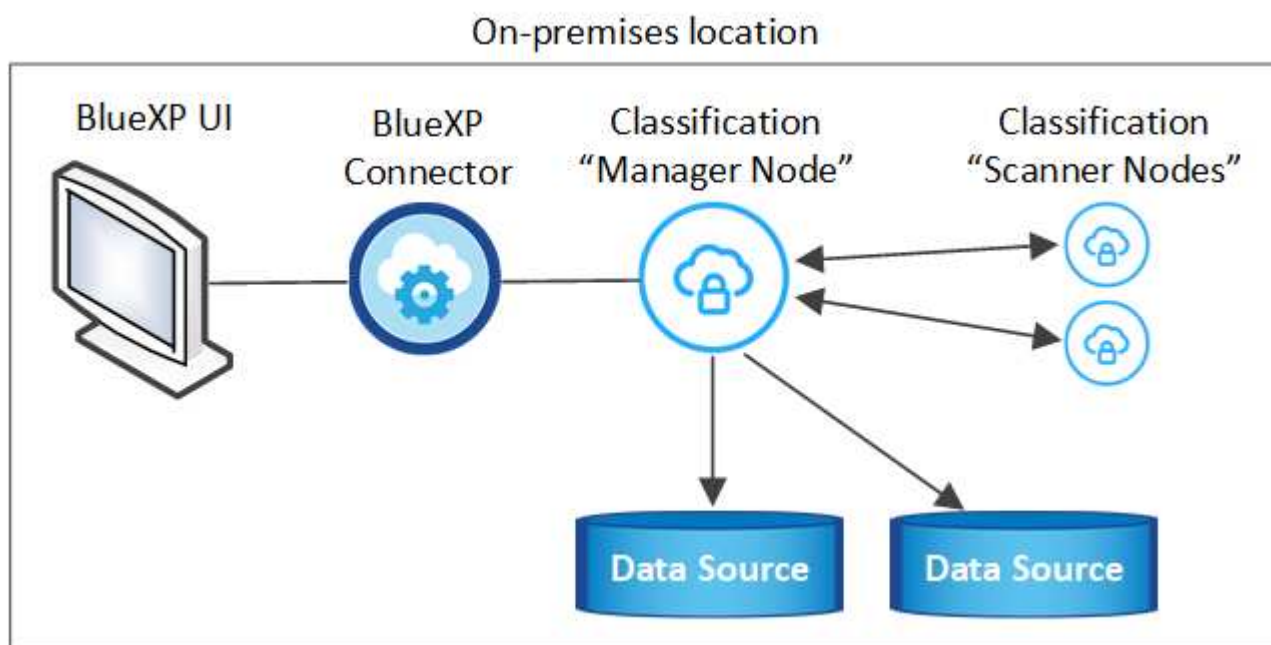 On-premises location
BlueXP UI
BlueXP
Connector
Classification
“Manager Node”
Classification
“Scanner Nodes”
Data Source
Data Source